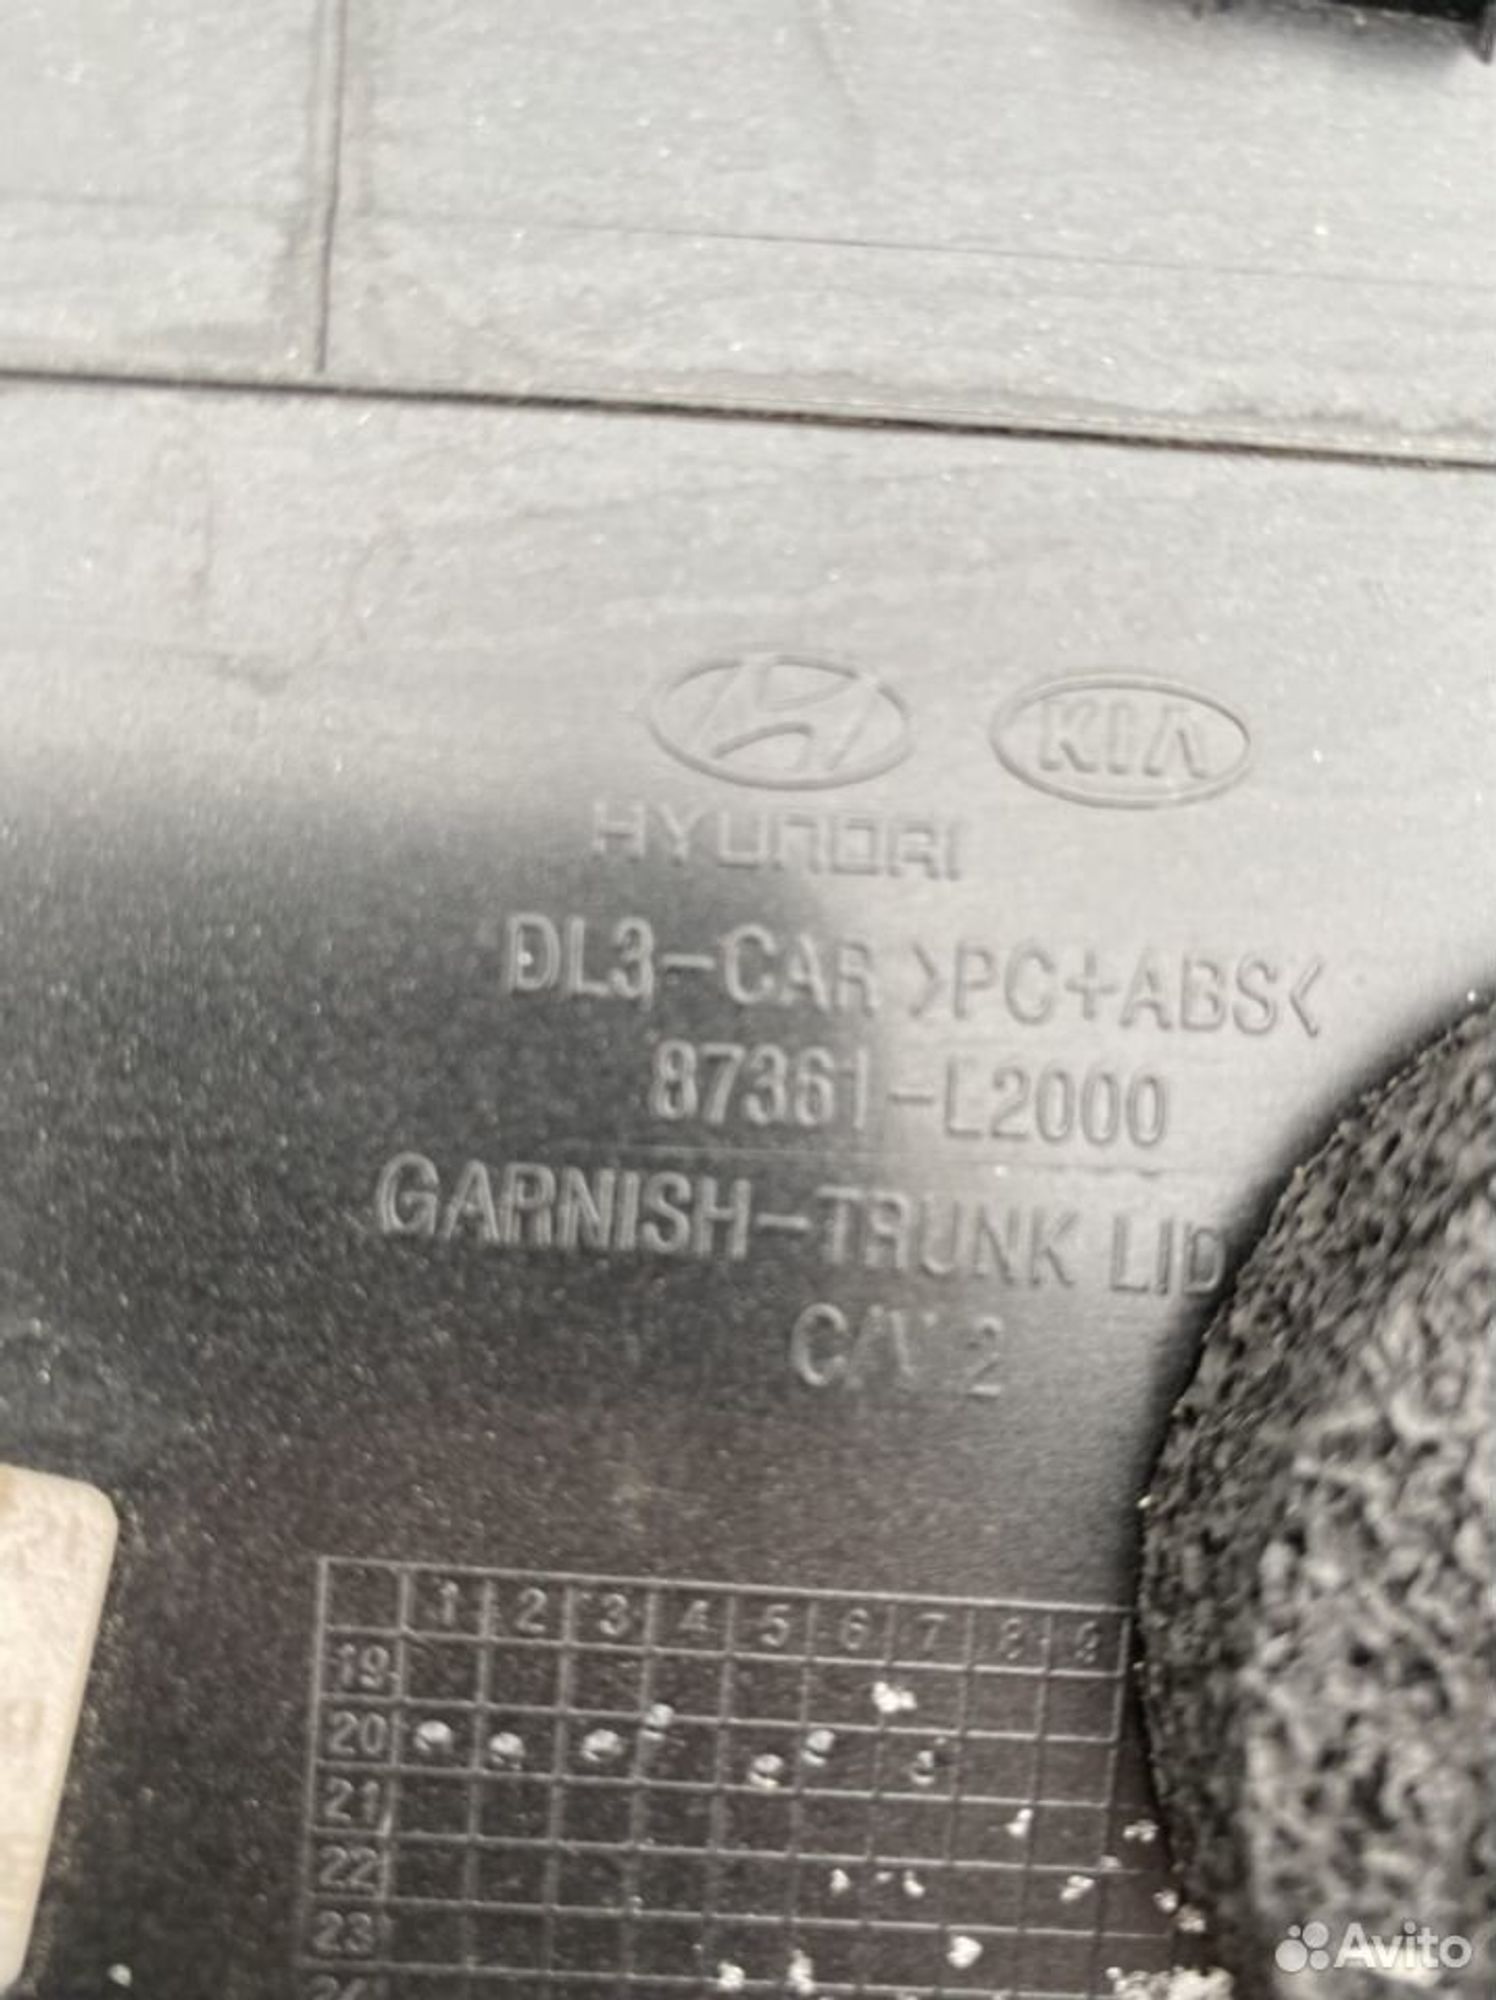 KIA
HYUNDAI
DL3-CAR >PC+ABS<
87361-L2000
GARNISH-TRUNK LID
C/V 2
1 2 3 4 5 6 7 8 9
19
20
21
22
23
Avito